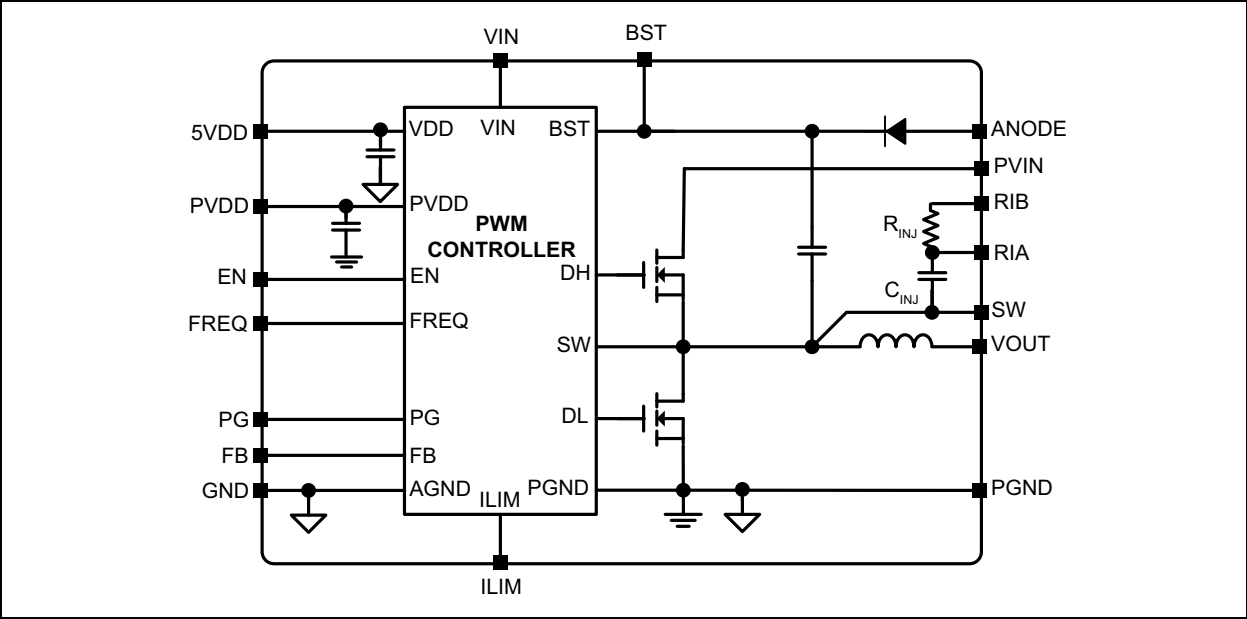 VIN
BST
5VDD
VDD
VIN
BST
ANODE
PVIN
PVDD
PVDD
PWM
CONTROLLER
RIB
RINJ
RIA
EN
EN
DH
CINJ
SW
FREQ
FREQ
SW
VOUT
PG
PG
DL
FB
FB
GND
AGND
ILIM
PGND
PGND
ILIM